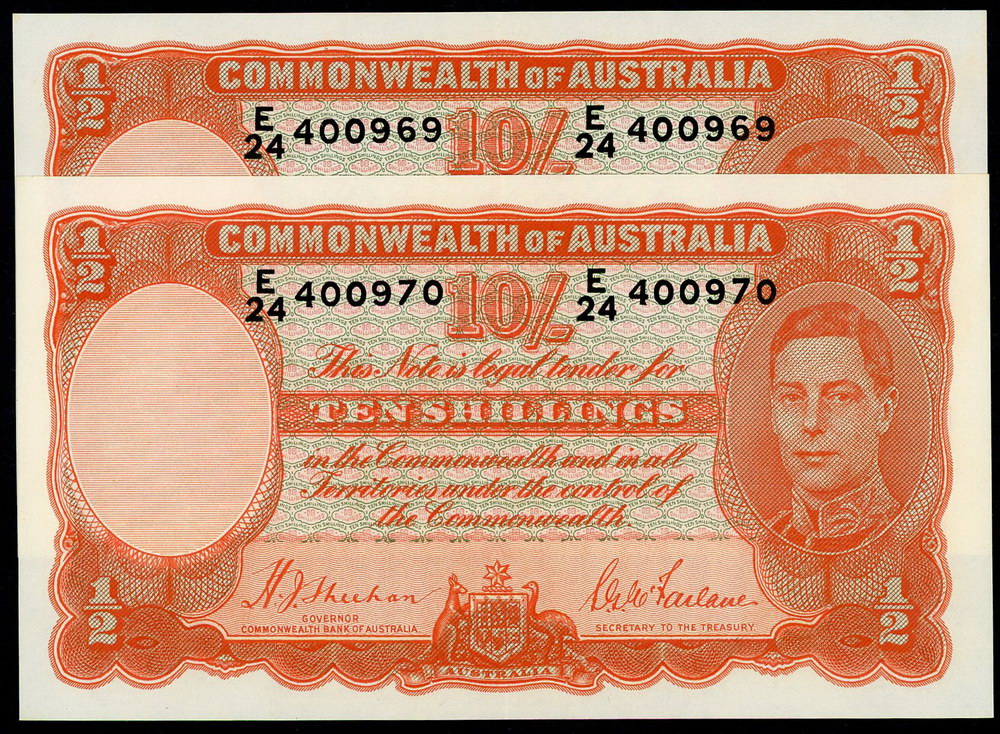 1/2 COMMONWEALTH OF AUSTRALIA 1/2
E/24 400969 10/- E/24 400969
1/2 COMMONWEALTH OF AUSTRALIA 1/2
E/24 400970 10/- E/24 400970
This Note is legal tender for
TEN SHILLINGS
in the Commonwealth and in all
Territories under the control of
the Commonwealth.
1/2 H. J. Sheehan S. G. McFarlane 1/2
GOVERNOR
COMMONWEALTH BANK OF AUSTRALIA. SECRETARY TO THE TREASURY.
AUSTRALIA